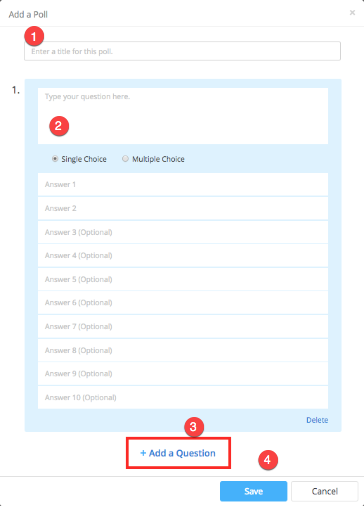 Add a Poll
×
1
Enter a title for this poll.
1.
Type your question here.
2
Single Choice Multiple Choice
Answer 1
Answer 2
Answer 3 (Optional)
Answer 4 (Optional)
Answer 5 (Optional)
Answer 6 (Optional)
Answer 7 (Optional)
Answer 8 (Optional)
Answer 9 (Optional)
Answer 10 (Optional)
Delete
3
+ Add a Question
4
Save Cancel